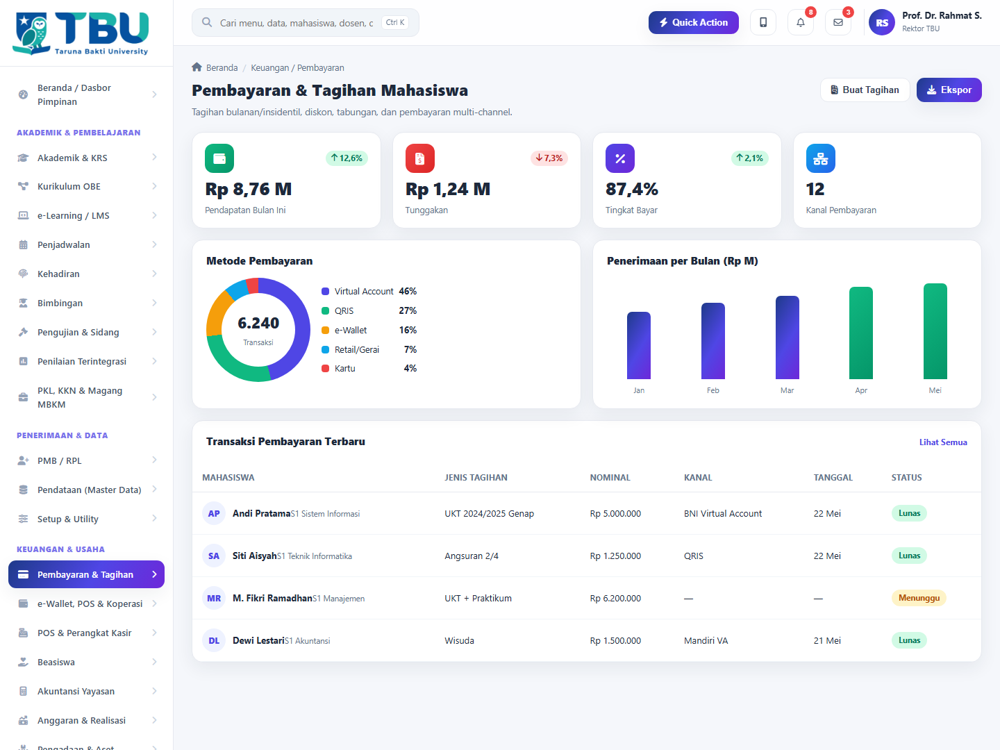 TBU
Taruna Bakti University
Cari menu, data, mahasiswa, dosen, c
Ctrl K
Quick Action
8
3
RS
Prof. Dr. Rahmat S.
Rektor TBU
Beranda / Dasbor
Pimpinan
AKADEMIK & PEMBELAJARAN
Akademik & KRS
Kurikulum OBE
e-Learning / LMS
Penjadwalan
Kehadiran
Bimbingan
Pengujian & Sidang
Penilaian Terintegrasi
PKL, KKN & Magang
MBKM
PENERIMAAN & DATA
PMB / RPL
Pendataan (Master Data)
Setup & Utility
KEUANGAN & USAHA
Pembayaran & Tagihan
e-Wallet, POS & Koperasi
POS & Perangkat Kasir
Beasiswa
Akuntansi Yayasan
Anggaran & Realisasi
Pengadaan & Aset
Beranda / Keuangan / Pembayaran
Pembayaran & Tagihan Mahasiswa
Tagihan bulanan/insidentil, diskon, tabungan, dan pembayaran multi-channel.
Buat Tagihan
Ekspor
12,6%
Rp 8,76 M
Pendapatan Bulan Ini
7,3%
Rp 1,24 M
Tunggakan
2,1%
87,4%
Tingkat Bayar
12
Kanal Pembayaran
Metode Pembayaran
6.240
Transaksi
Virtual Account 46%
QRIS 27%
e-Wallet 16%
Retail/Gerai 7%
Kartu 4%
Penerimaan per Bulan (Rp M)
Jan Feb Mar Apr Mei
Transaksi Pembayaran Terbaru
Lihat Semua
MAHASISWA JENIS TAGIHAN NOMINAL KANAL TANGGAL STATUS
AP Andi PratamaS1 Sistem Informasi UKT 2024/2025 Genap Rp 5.000.000 BNI Virtual Account 22 Mei Lunas
SA Siti AisyahS1 Teknik Informatika Angsuran 2/4 Rp 1.250.000 QRIS 22 Mei Lunas
MR M. Fikri RamadhanS1 Manajemen UKT + Praktikum Rp 6.200.000 — — Menunggu
DL Dewi LestariS1 Akuntansi Wisuda Rp 1.500.000 Mandiri VA 21 Mei Lunas